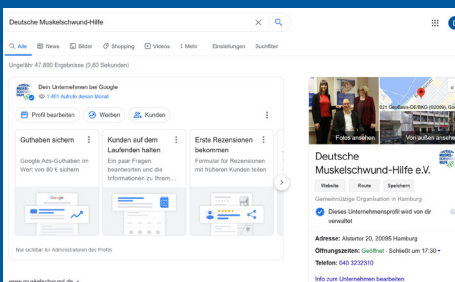 Deutsche Muskelschwund-Hilfe
Alle News Bilder Shopping Videos Mehr Einstellungen Suchfilter
Ungefähr 47.800 Ergebnisse (0,60 Sekunden)
Dein Unternehmen bei Google
1.401 Aufrufe diesen Monat
Profil bearbeiten Werben Kunden
Guthaben sichern
Google Ads-Guthaben im
Wert von 80 € sichern
Kunden auf dem
Laufenden halten
Ein paar Fragen
beantworten und die
Informationen zu Ihrem...
Erste Rezensionen
bekommen
Formular für Rezensionen
mit früheren Kunden teilen
Google
Nur sichtbar für Administratoren des Profils
www.muskelschwund.de
Fotos ansehen
Von außen ansehen
Deutsche
Muskelschwund-Hilfe e.V.
Website Route Speichern
Gemeinnützige Organisation in Hamburg
Dieses Unternehmensprofil wird von dir
verwaltet
Adresse: Alstertor 20, 20095 Hamburg
Öffnungszeiten: Geöffnet · Schließt um 17:30
Telefon: 040 3232310
Info zum Unternehmen bearbeiten